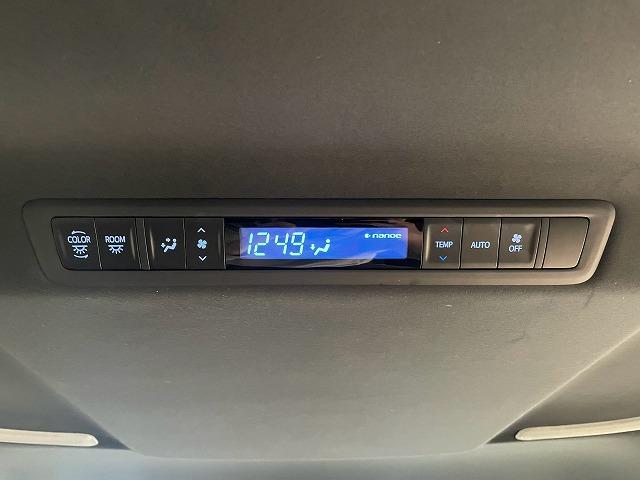 COLOR
ROOM
1249
nanoe
TEMP
AUTO
OFF